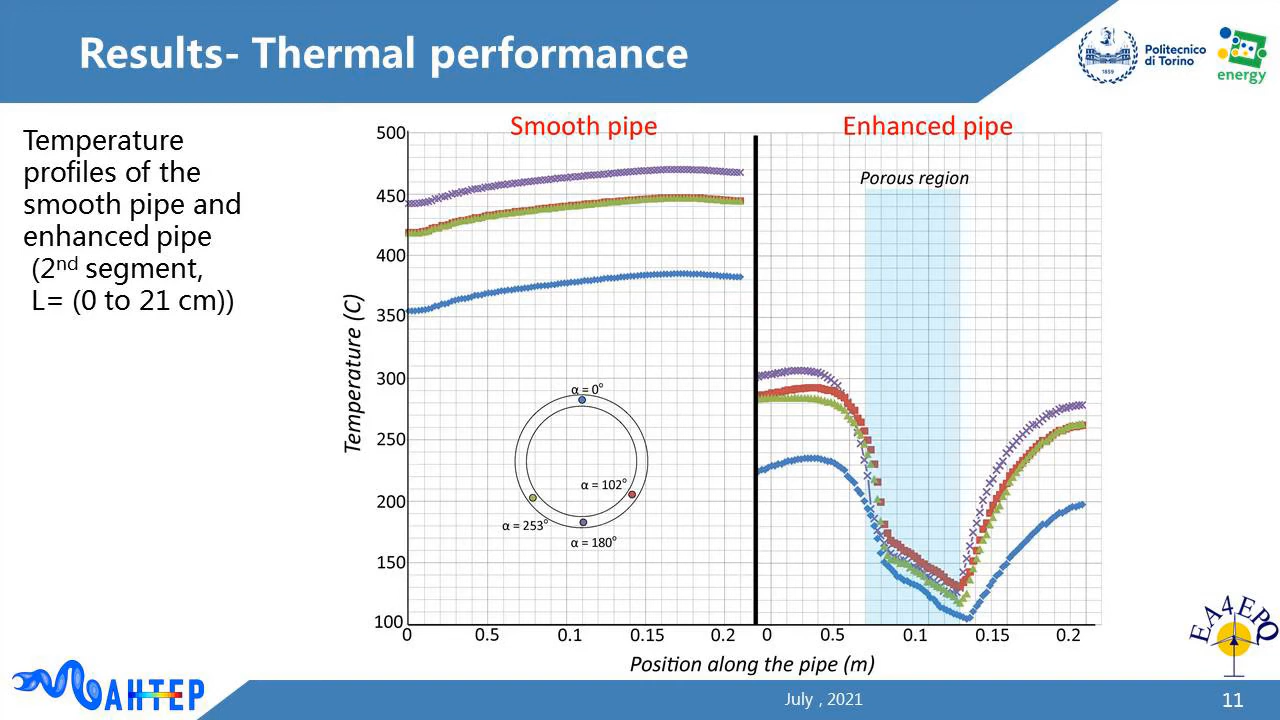 Results- Thermal performance
Politecnico
di Torino
1859
energy
Temperature
profiles of the
smooth pipe and
enhanced pipe
(2nd segment,
L= (0 to 21 cm))
Smooth pipe
Enhanced pipe
Porous region
Temperature (C)
500
450
400
350
300
250
200
150
100
α = 0°
α = 102°
α = 253°
α = 180°
0 0.5 0.1 0.15 0.2 0 0.5 0.1 0.15 0.2
Position along the pipe (m)
EA4EPQ
MAHTEP
July , 2021
11